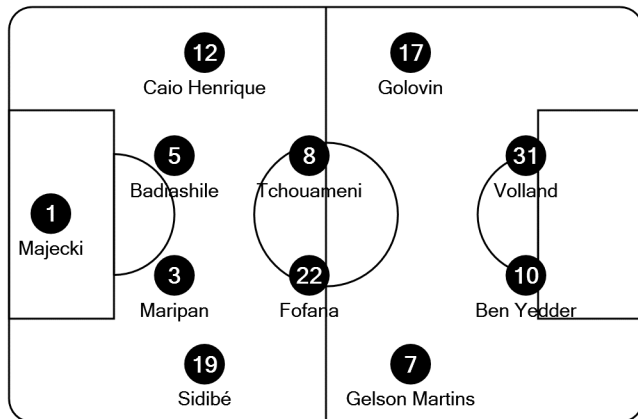 12
Caio Henrique
17
Golovin
5
Badiashile
8
Tchouameni
31
Volland
1
Majecki
3
Maripan
22
Fofana
10
Ben Yedder
19
Sidibé
7
Gelson Martins